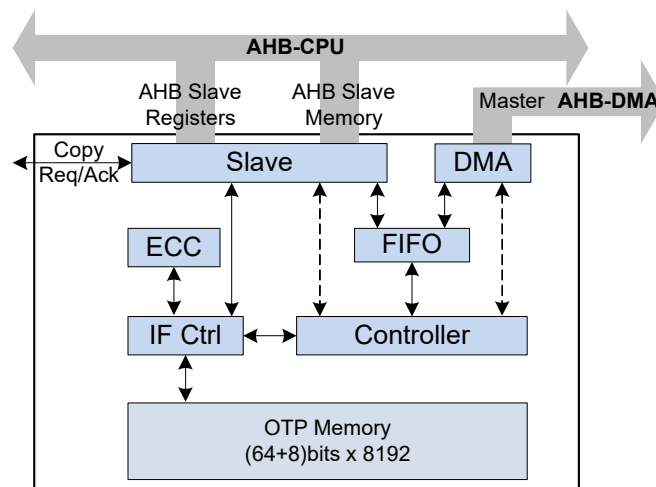 AHB-CPU
AHB Slave
Registers
AHB Slave
Memory
Master AHB-DMA
Copy
Req/Ack
Slave
DMA
ECC
FIFO
IF Ctrl
Controller
OTP Memory
(64+8)bits x 8192